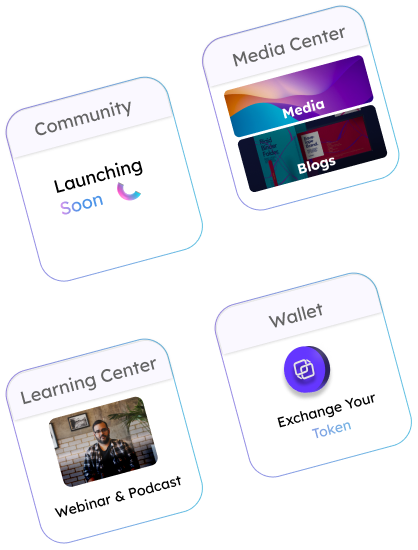 Media Center
Media
Blogs
Community
Launching
Soon
Wallet
Exchange Your
Token
Learning Center
Webinar & Podcast